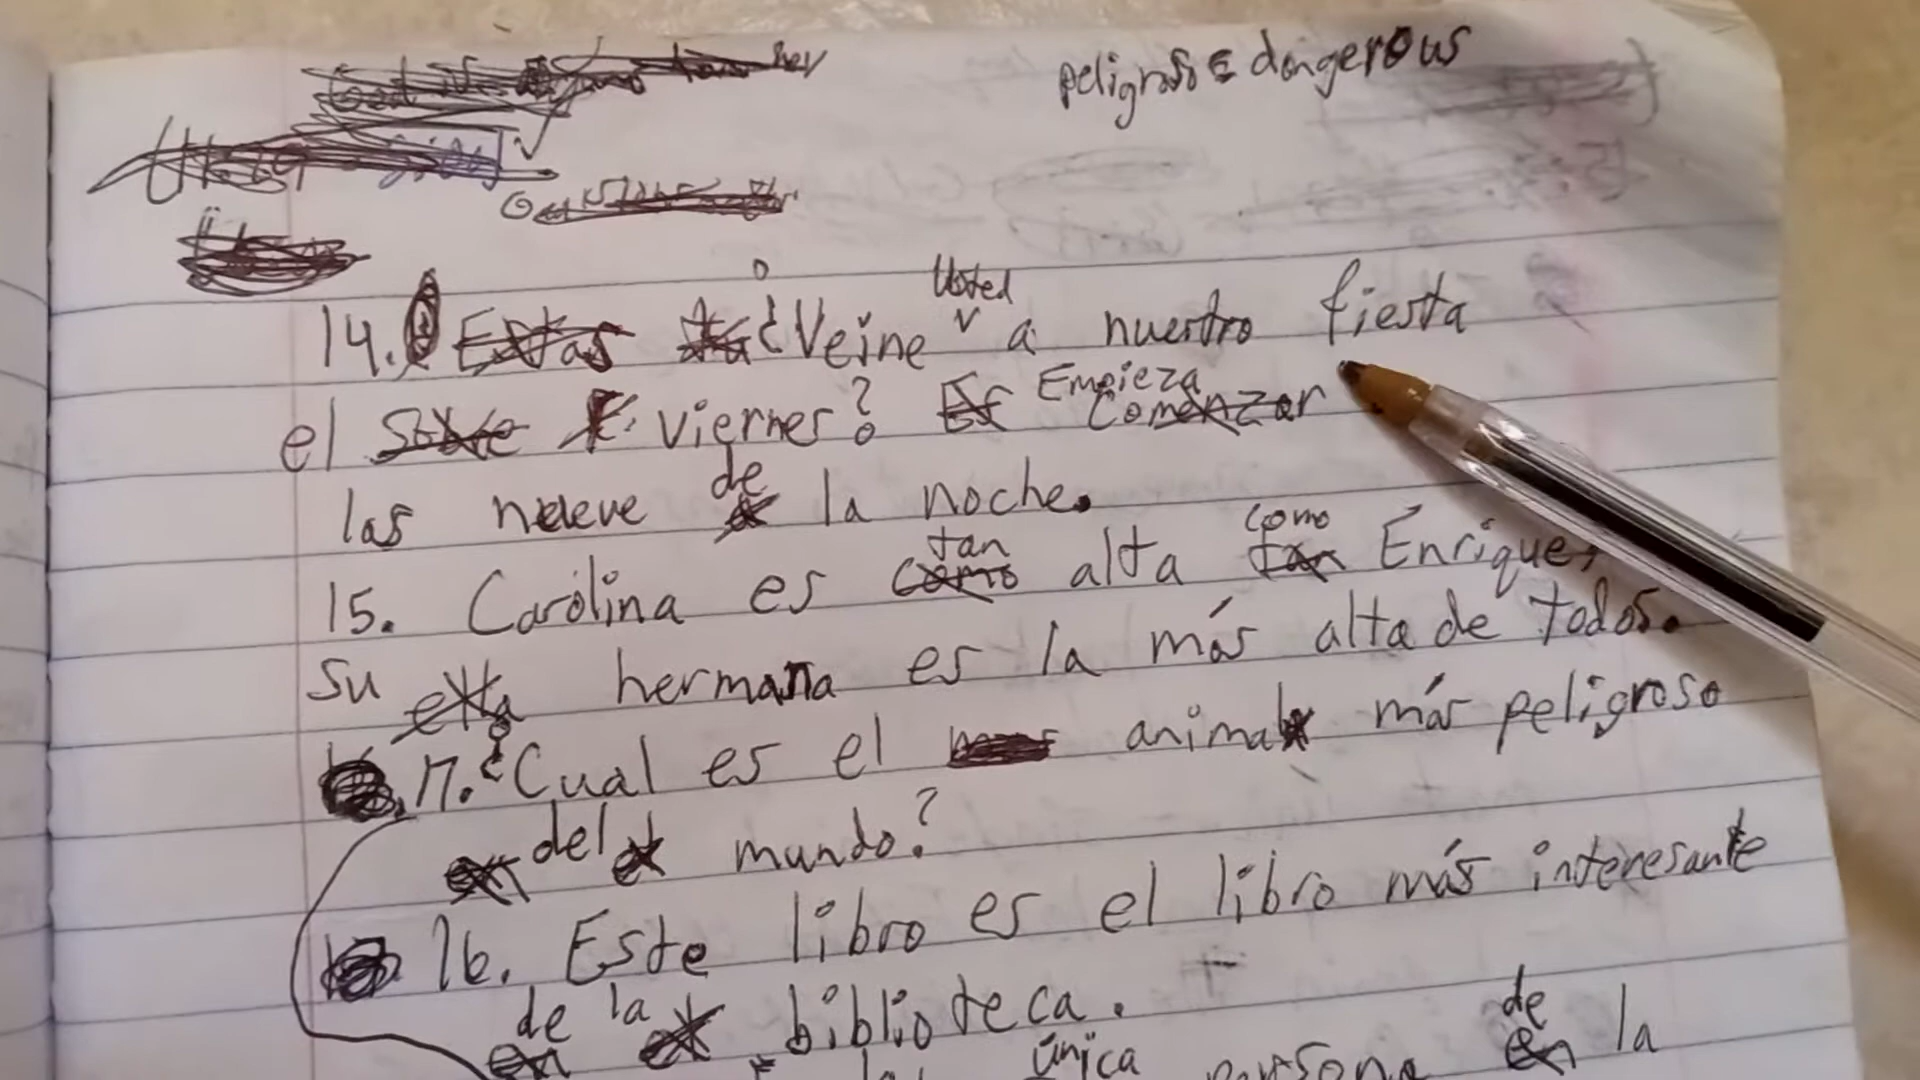 peligroso = dangerous
14. ¿Veine Usted a nuestro fiesta
el viernes? Empieza
las nueve de la noche.
15. Carolina es tan alta como Enrique,
su hermana es la más alta de todos.
17. ¿Cual es el animal más peligroso
del mundo?
16. Este libro es el libro más interesante
de la biblioteca.
única persona de la